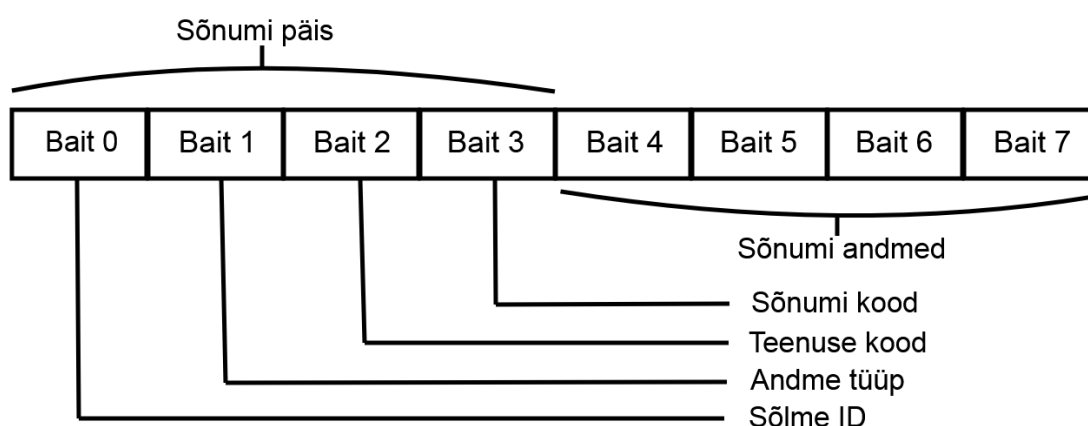 Sõnumi päis
Bait 0 Bait 1 Bait 2 Bait 3 Bait 4 Bait 5 Bait 6 Bait 7
Sõnumi andmed
Sõnumi kood
Teenuse kood
Andme tüüp
Sõlme ID